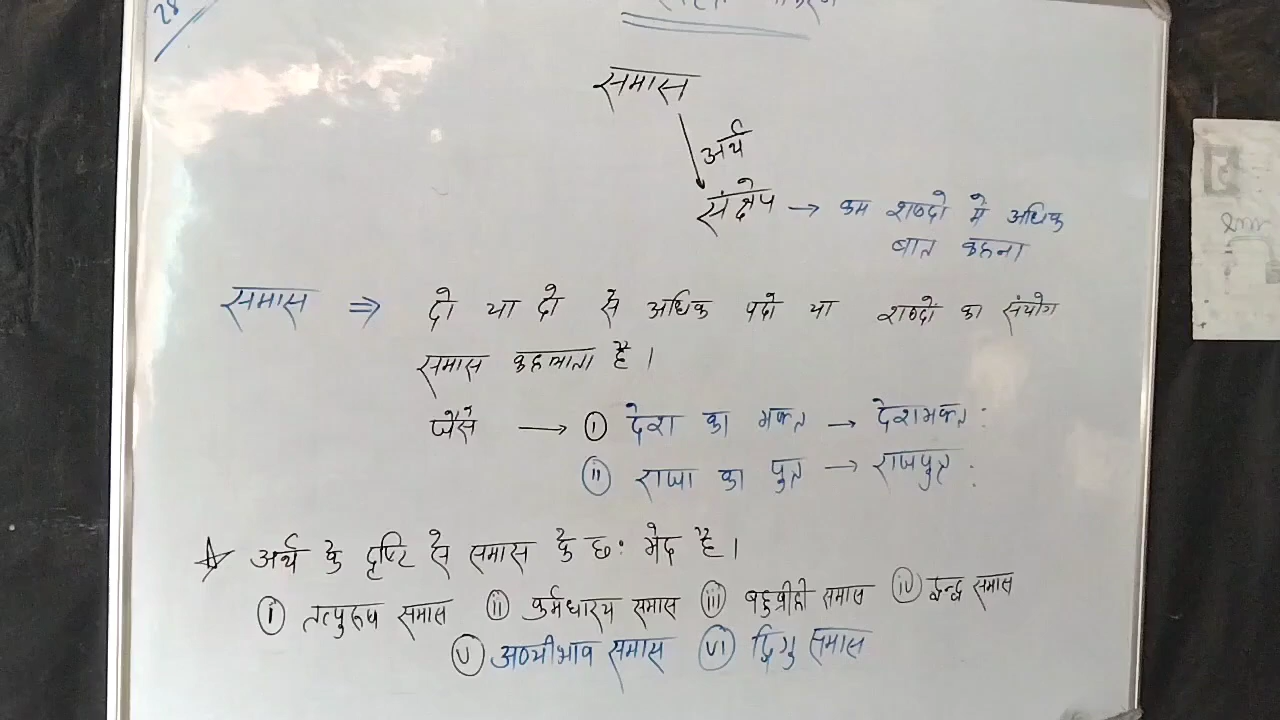 28
समास
अर्थ
संक्षेप → कम शब्दो मे अधिक
बात कहना
समास ⇒ दो या दो से अधिक पदो या शब्दों का संयोग
समास कहलाता है।
जैसे → (i) देश का भक्त → देशभक्त:
(ii) राजा का पुत्र → राजपुत्र:
☆ अर्थ के दृष्टि से समास के छः भेद है।
(i) तत्पुरुष समास (ii) कर्मधारय समास (iii) बहुब्रीही समास (iv) द्वन्द्व समास
(v) अव्यीभाव समास (vi) द्विगु समास